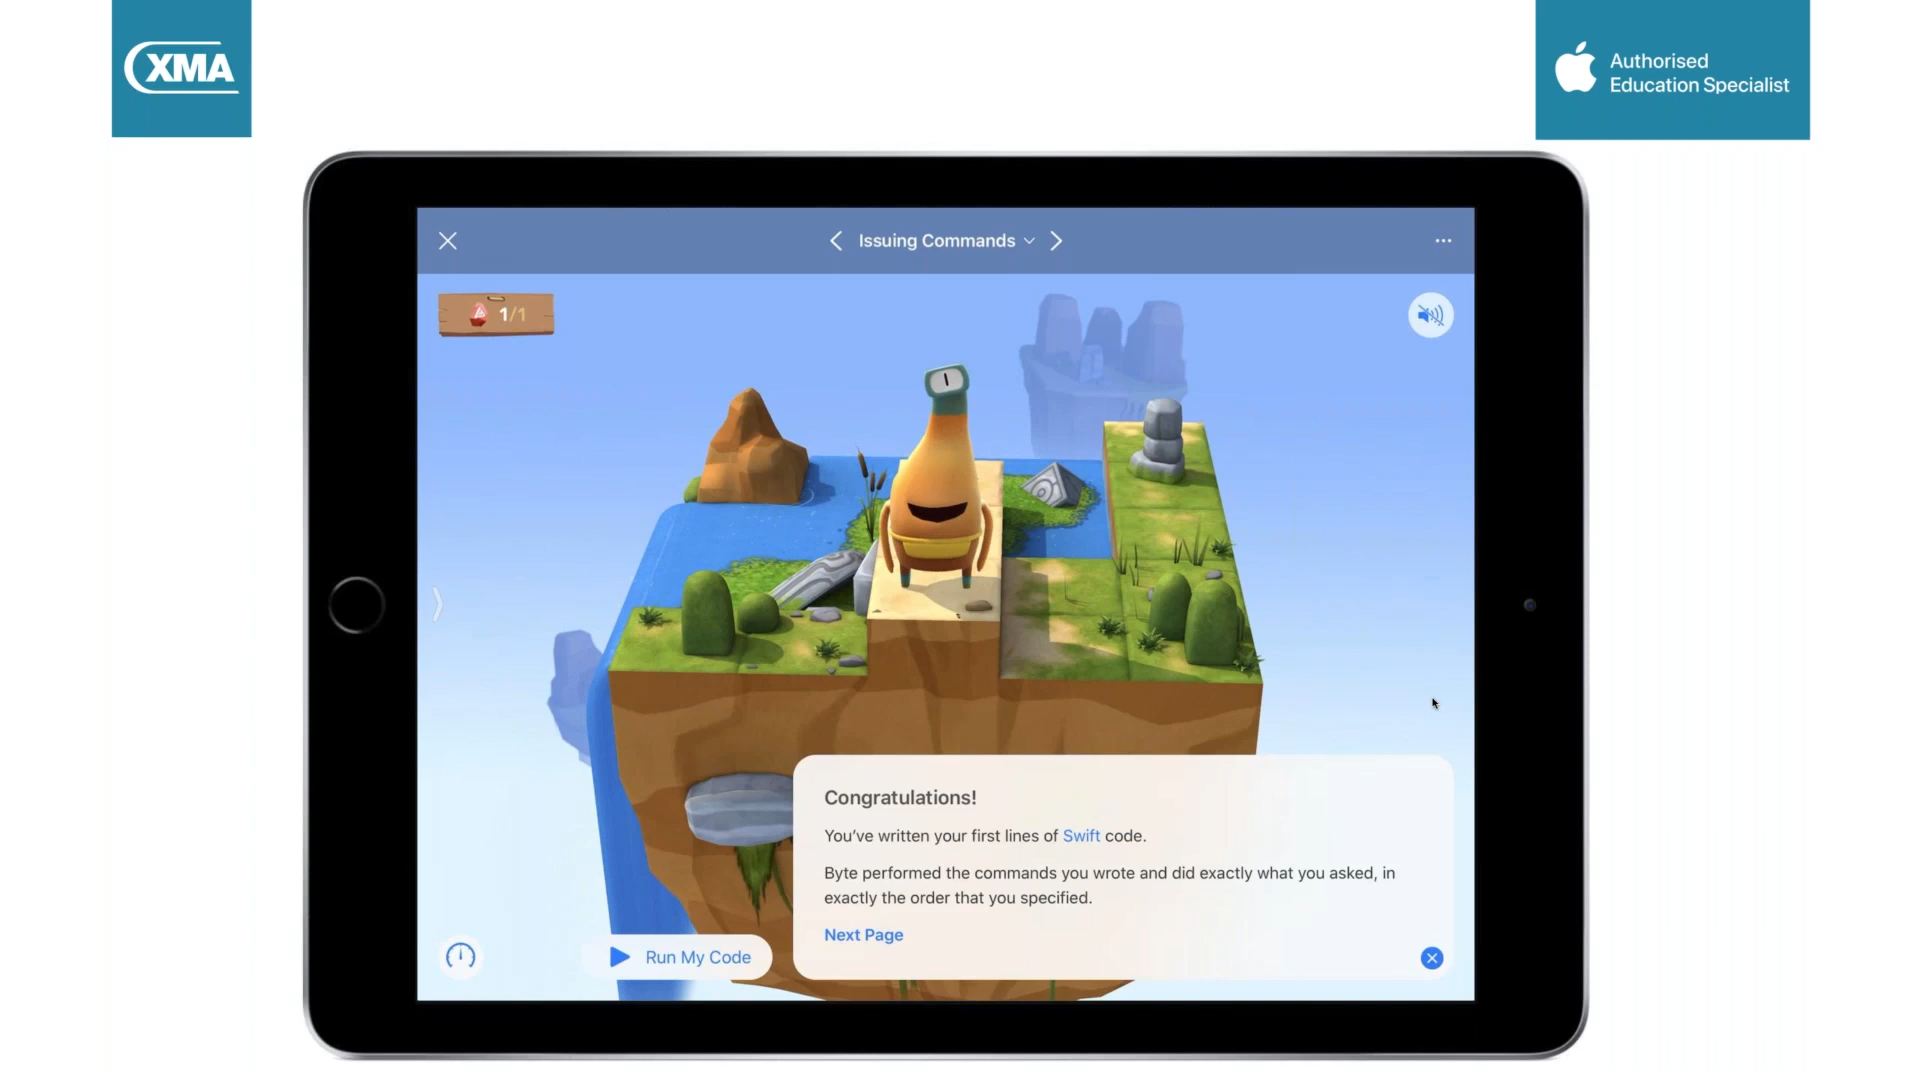 XMA
Authorised
Education Specialist
Issuing Commands
1/1
Congratulations!
You've written your first lines of Swift code.
Byte performed the commands you wrote and did exactly what you asked, in
exactly the order that you specified.
Next Page
Run My Code